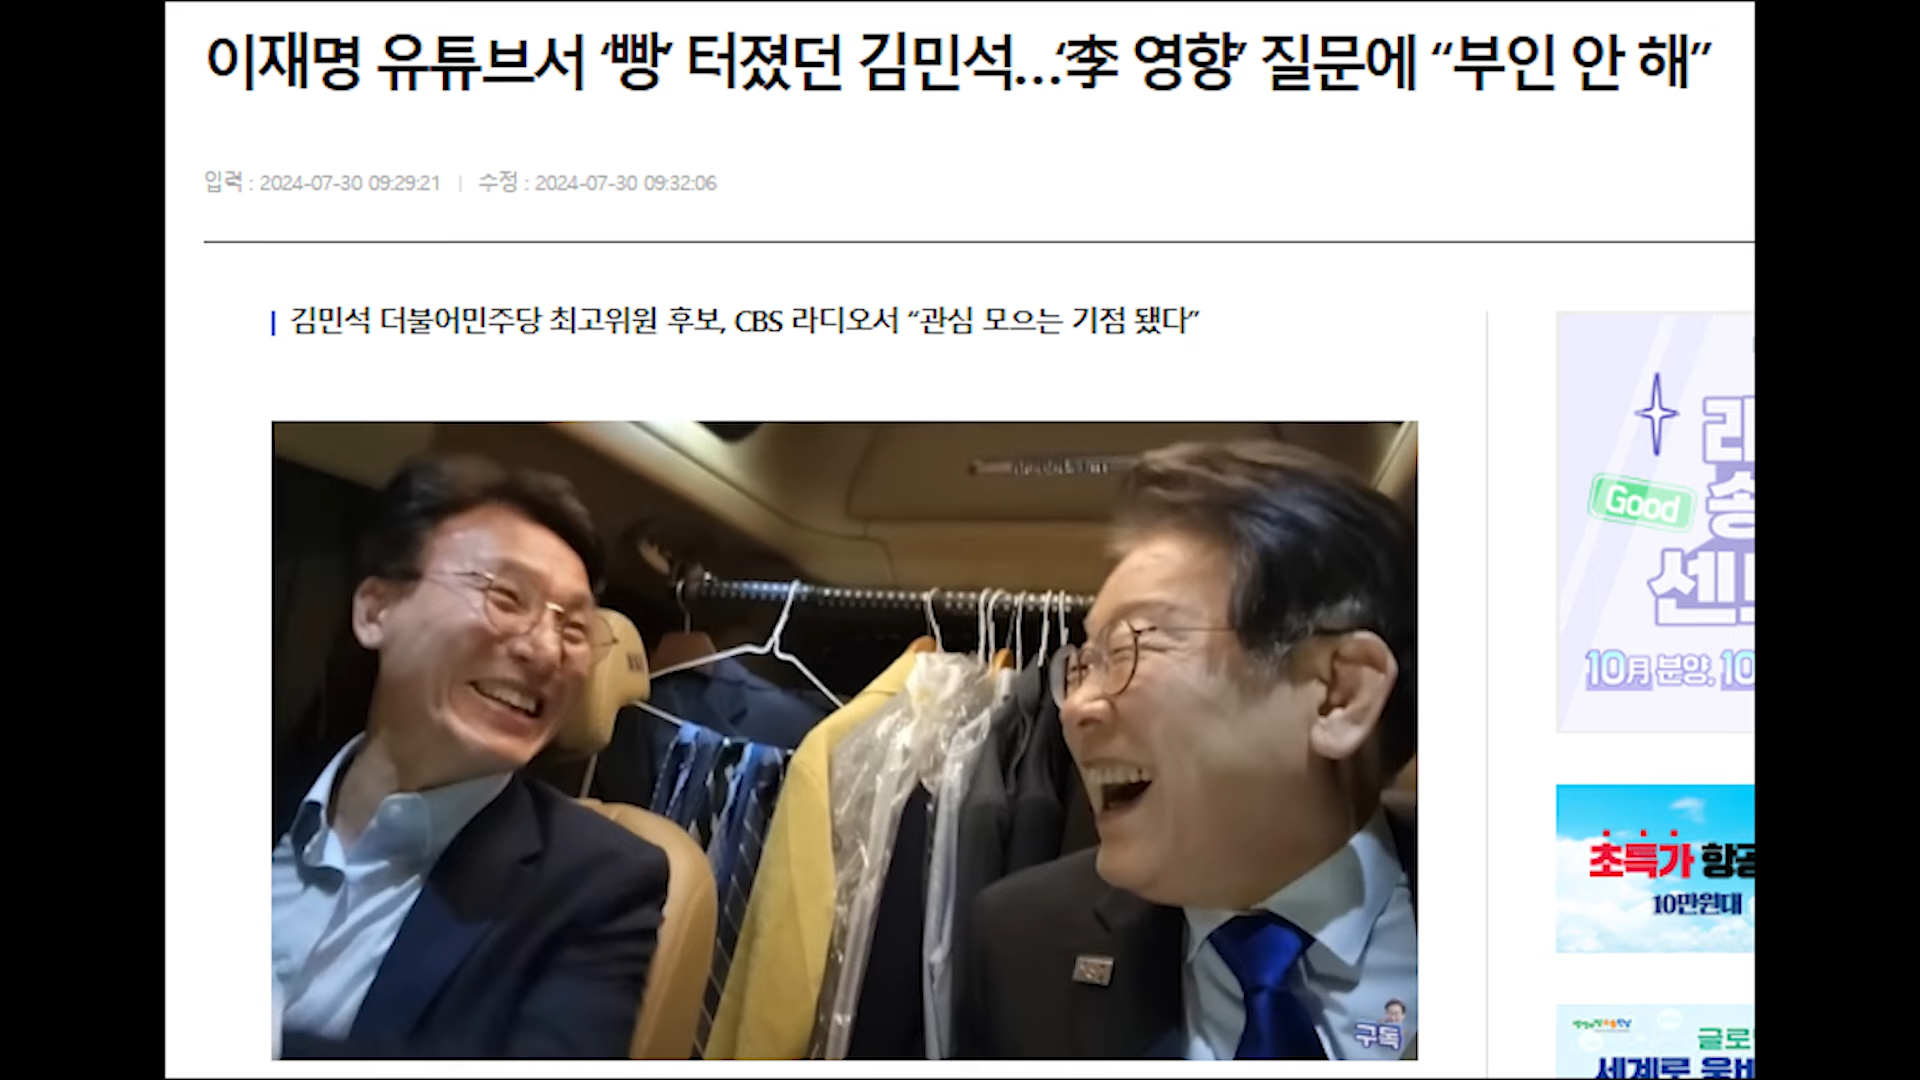 이재명 유튜브서 ‘빵’ 터졌던 김민석…‘李 영향’ 질문에 “부인 안 해”
입력 : 2024-07-30 09:29:21 | 수정 : 2024-07-30 09:32:06
김민석 더불어민주당 최고위원 후보, CBS 라디오서 “관심 모으는 기점 됐다”
Good
10月 분양, 10
초특가 항공
10만원대
글로
구독